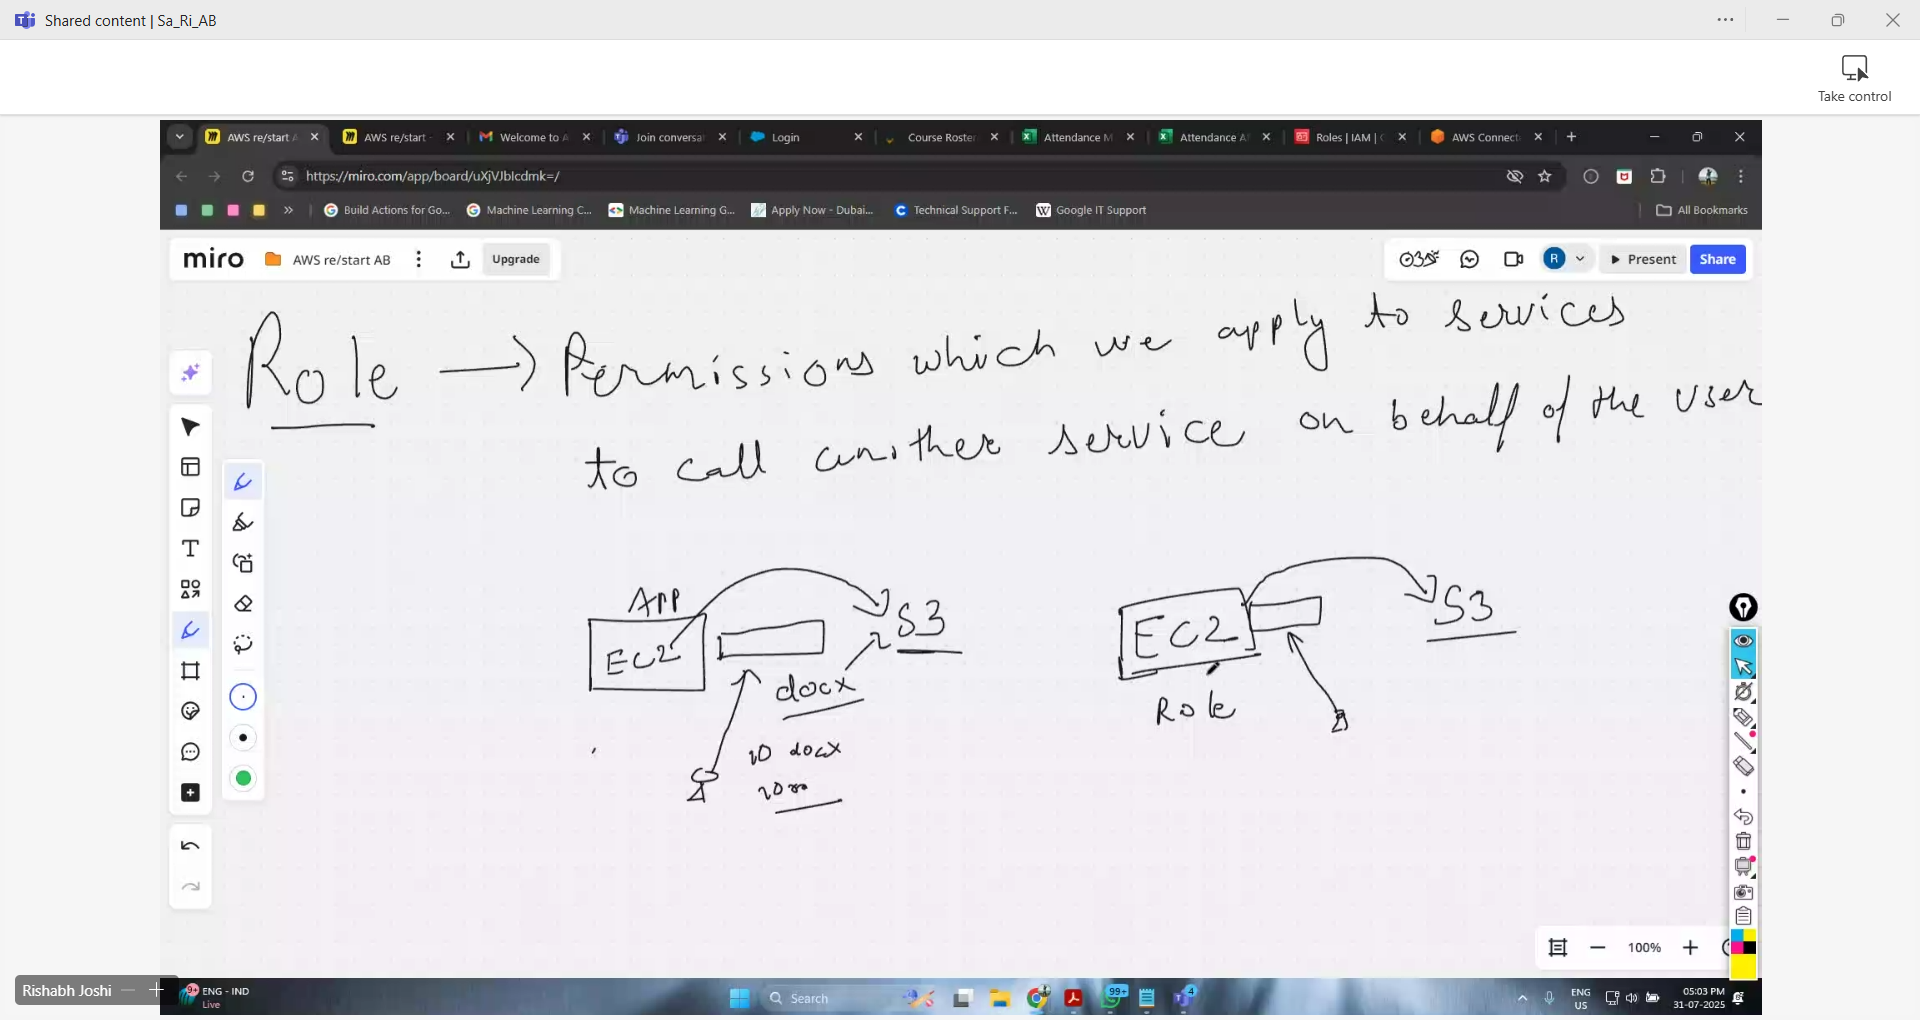 Shared content | Sa_Ri_AB
Take control
AWS re/start A
AWS re/start -
Welcome to A
Join conversa
Login
Course Roster
Attendance M
Attendance A
Roles | IAM |
AWS Connect
https://miro.com/app/board/uXjVJbIcdmk=/
Build Actions for Go...
Machine Learning C...
Machine Learning G...
Apply Now - Dubai...
Technical Support F...
Google IT Support
All Bookmarks
miro
AWS re/start AB
Upgrade
R
Present
Share
Role → Permissions which we apply to services
to call another service on behalf of the user
APP
EC2
S3
docx
10 docx
EC2
S3
Role
100%
Rishabh Joshi
9+
ENG - IND
Live
Search
99+
4
ENG
US
05:03 PM
31-07-2025